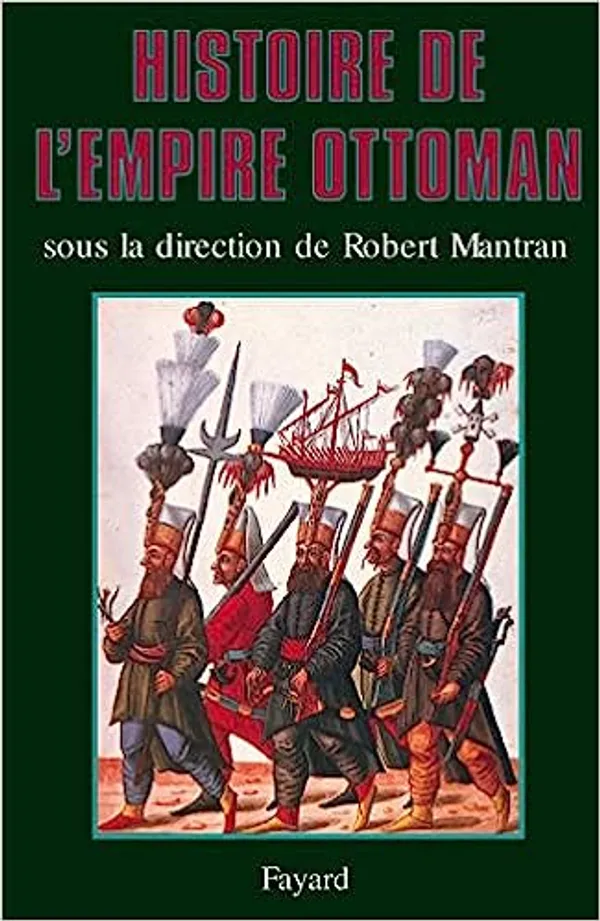 HISTOIRE DE
L'EMPIRE OTTOMAN
sous la direction de Robert Mantran
Fayard